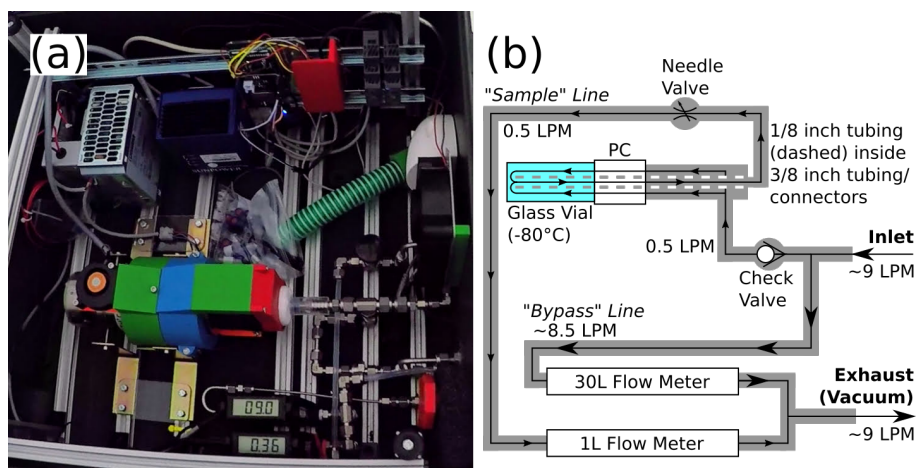 (a)
09.0
0.36
(b)
Needle
Valve
"Sample" Line
0.5 LPM
1/8 inch tubing
(dashed) inside
3/8 inch tubing/
connectors
PC
Glass Vial
(-80°C)
0.5 LPM
Inlet
~9 LPM
Check
Valve
"Bypass" Line
~8.5 LPM
30L Flow Meter
Exhaust
(Vacuum)
~9 LPM
1L Flow Meter